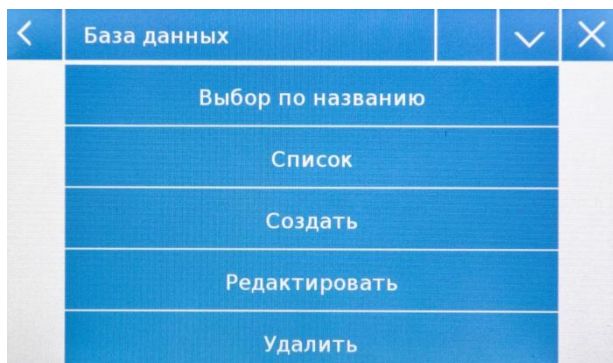 База данных
Выбор по названию
Список
Создать
Редактировать
Удалить